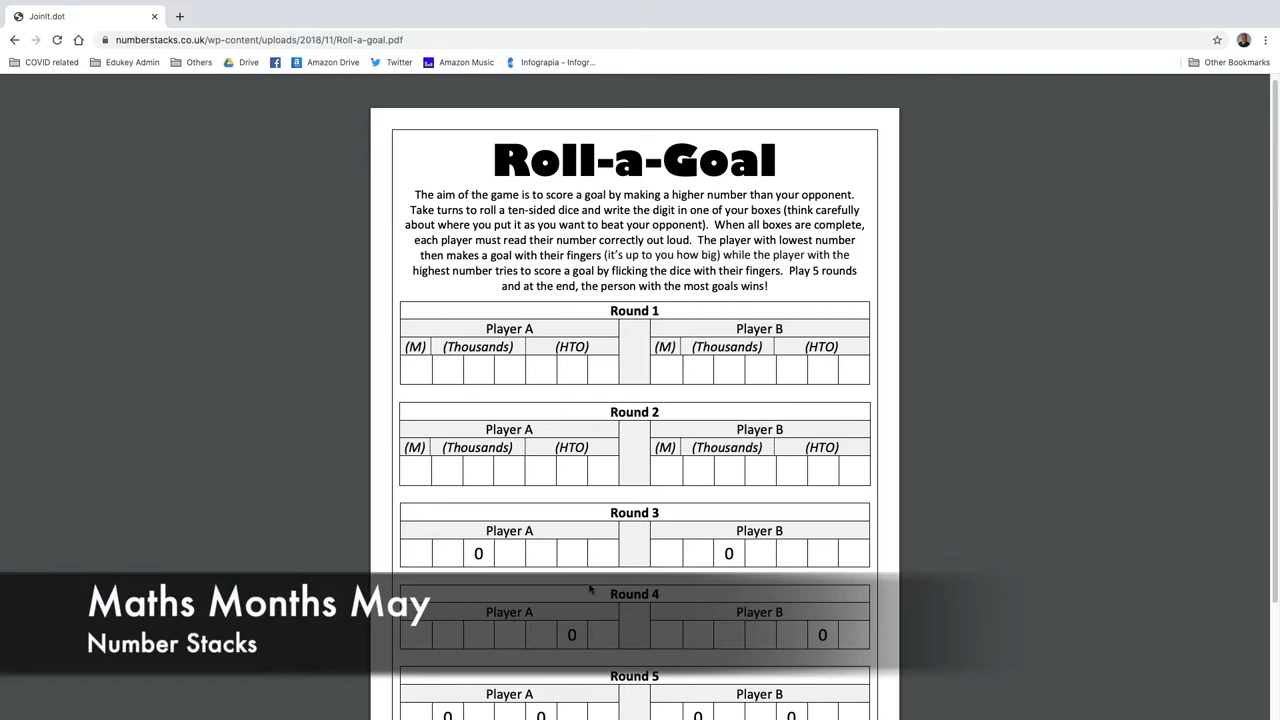 JoinIt.dot
numberstacks.co.uk/wp-content/uploads/2018/11/Roll-a-goal.pdf
COVID related Edukey Admin Others Drive Amazon Drive Twitter Amazon Music Infograpia - Infogr... Other Bookmarks
Roll-a-Goal
The aim of the game is to score a goal by making a higher number than your opponent.
Take turns to roll a ten-sided dice and write the digit in one of your boxes (think carefully
about where you put it as you want to beat your opponent). When all boxes are complete,
each player must read their number correctly out loud. The player with lowest number
then makes a goal with their fingers (it's up to you how big) while the player with the
highest number tries to score a goal by flicking the dice with their fingers. Play 5 rounds
and at the end, the person with the most goals wins!
Round 1
Player A Player B
(M) (Thousands) (HTO) (M) (Thousands) (HTO)
Round 2
Player A Player B
(M) (Thousands) (HTO) (M) (Thousands) (HTO)
Round 3
Player A Player B
0 0
Round 4
Player A Player B
0 0
Maths Months May
Number Stacks
Round 5
Player A Player B
0 0 0 0